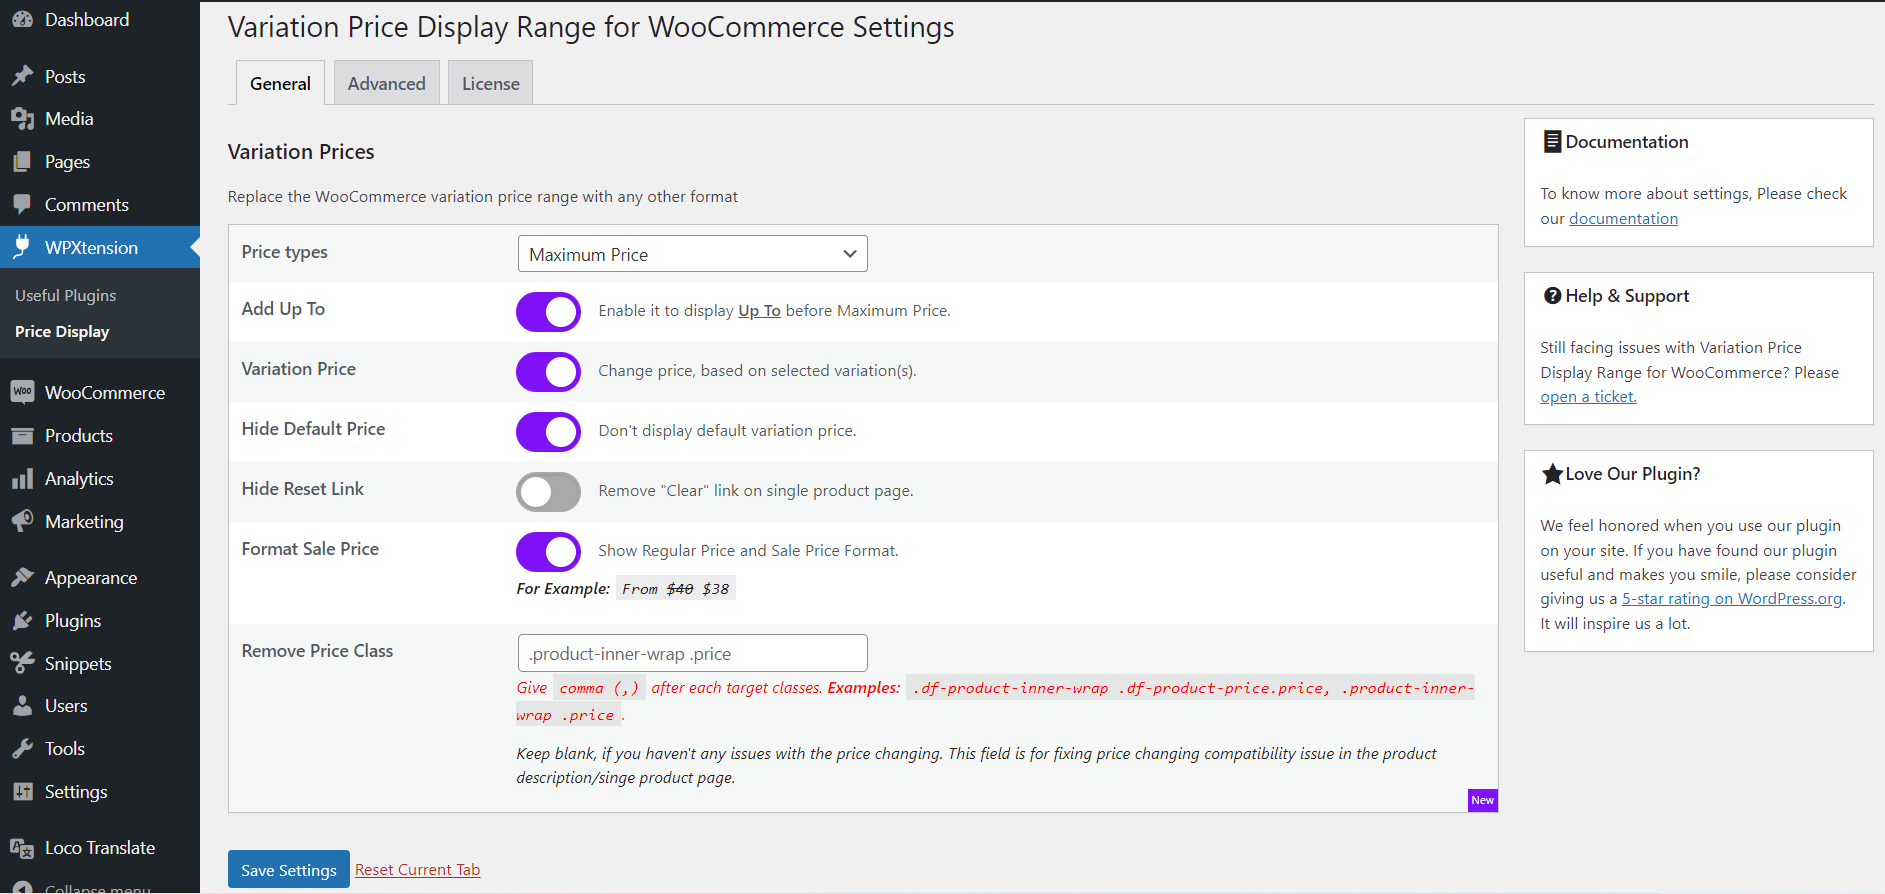 Dashboard
Posts
Media
Pages
Comments
WPXtension
Useful Plugins
Price Display
WooCommerce
Products
Analytics
Marketing
Appearance
Plugins
Snippets
Users
Tools
Settings
Loco Translate
Collapse menu
Variation Price Display Range for WooCommerce Settings
General Advanced License
Variation Prices
Replace the WooCommerce variation price range with any other format
Price types Maximum Price
Add Up To Enable it to display Up To before Maximum Price.
Variation Price Change price, based on selected variation(s).
Hide Default Price Don't display default variation price.
Hide Reset Link Remove "Clear" link on single product page.
Format Sale Price Show Regular Price and Sale Price Format.
For Example: From $40 $38
Remove Price Class .product-inner-wrap .price
Give comma (,) after each target classes. Examples: .df-product-inner-wrap .df-product-price.price, .product-inner-
wrap .price .
Keep blank, if you haven't any issues with the price changing. This field is for fixing price changing compatibility issue in the product
description/singe product page.
New
Save Settings Reset Current Tab
Documentation
To know more about settings, Please check
our documentation
Help & Support
Still facing issues with Variation Price
Display Range for WooCommerce? Please
open a ticket.
Love Our Plugin?
We feel honored when you use our plugin
on your site. If you have found our plugin
useful and makes you smile, please consider
giving us a 5-star rating on WordPress.org.
It will inspire us a lot.